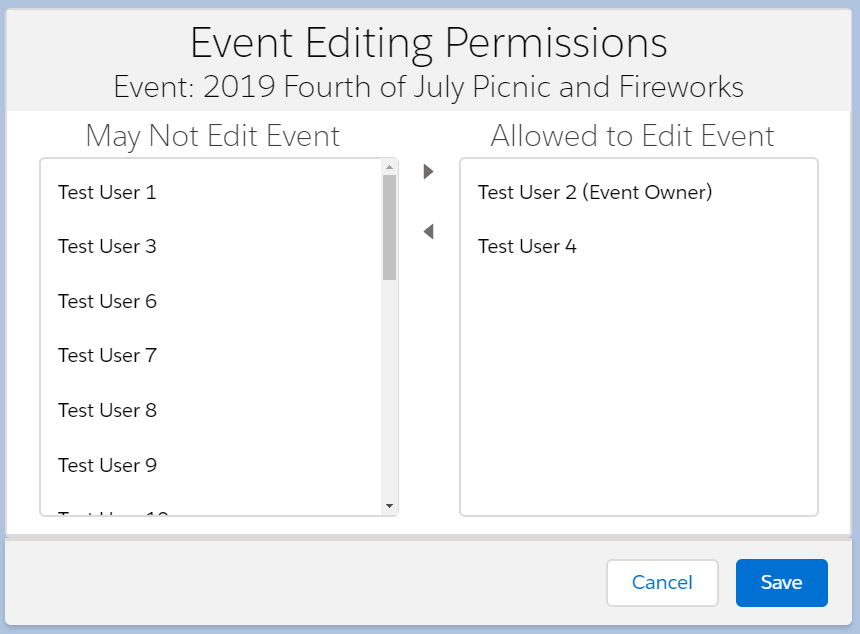 Event Editing Permissions
Event: 2019 Fourth of July Picnic and Fireworks
May Not Edit Event
Allowed to Edit Event
Test User 1
Test User 3
Test User 6
Test User 7
Test User 8
Test User 9
Test User 2 (Event Owner)
Test User 4
Cancel
Save